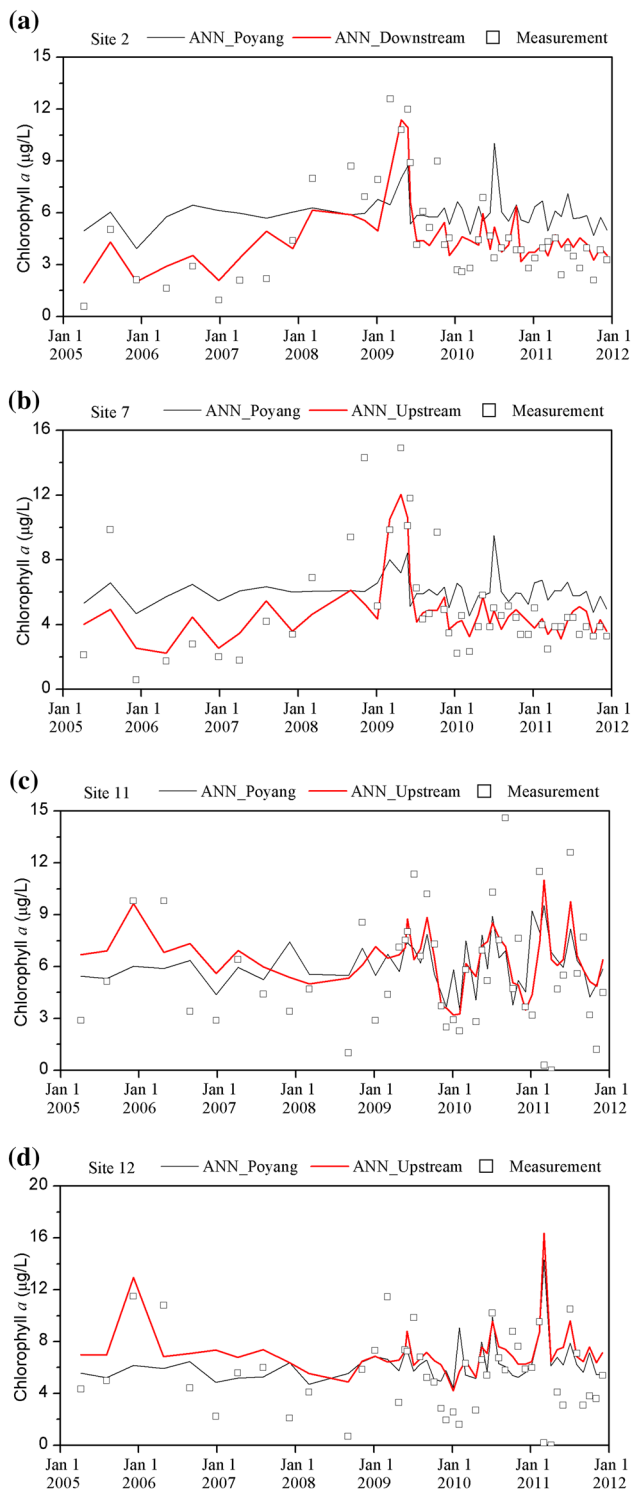 (a)
Site 2 ANN_Poyang ANN_Downstream Measurement
Chlorophyll a (μg/L)
15
12
9
6
3
0
Jan 1 Jan 1 Jan 1 Jan 1 Jan 1 Jan 1 Jan 1 Jan 1
2005 2006 2007 2008 2009 2010 2011 2012
(b)
Site 7 ANN_Poyang ANN_Upstream Measurement
Chlorophyll a (μg/L)
16
12
8
4
0
Jan 1 Jan 1 Jan 1 Jan 1 Jan 1 Jan 1 Jan 1 Jan 1
2005 2006 2007 2008 2009 2010 2011 2012
(c)
Site 11 ANN_Poyang ANN_Upstream Measurement
Chlorophyll a (μg/L)
15
12
9
6
3
0
Jan 1 Jan 1 Jan 1 Jan 1 Jan 1 Jan 1 Jan 1 Jan 1
2005 2006 2007 2008 2009 2010 2011 2012
(d)
Site 12 ANN_Poyang ANN_Upstream Measurement
Chlorophyll a (μg/L)
20
16
12
8
4
0
Jan 1 Jan 1 Jan 1 Jan 1 Jan 1 Jan 1 Jan 1 Jan 1
2005 2006 2007 2008 2009 2010 2011 2012